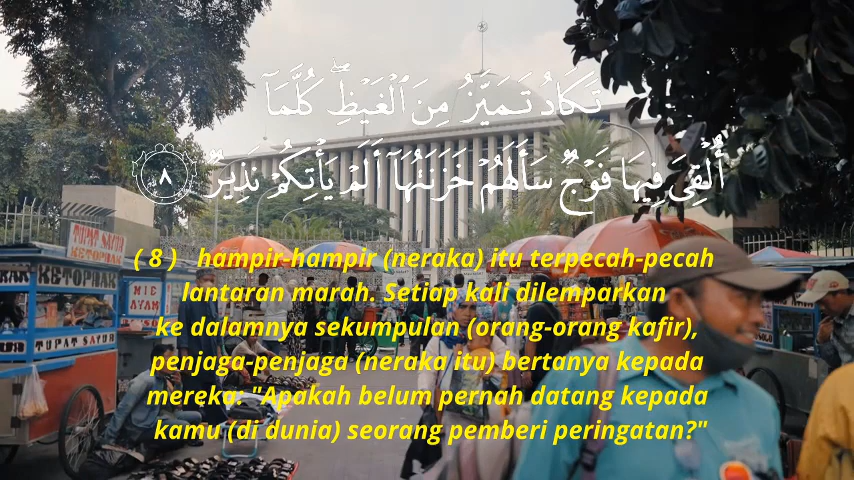 تَكَادُ تَمَيَّزُ مِنَ ٱلْغَيْظِ ۖ كُلَّمَآ
أُلْقِىَ فِيهَا فَوْجٌ سَأَلَهُمْ خَزَنَتُهَآ أَلَمْ يَأْتِكُمْ نَذِيرٌ ٨
( 8 ) hampir-hampir (neraka) itu terpecah-pecah
lantaran marah. Setiap kali dilemparkan
ke dalamnya sekumpulan (orang-orang kafir),
penjaga-penjaga (neraka itu) bertanya kepada
mereka: "Apakah belum pernah datang kepada
kamu (di dunia) seorang pemberi peringatan?"
TUPAT SAYUR
KETOPRAK
KETOPRAK
MIE
AYAM
TUPAT SAYUR